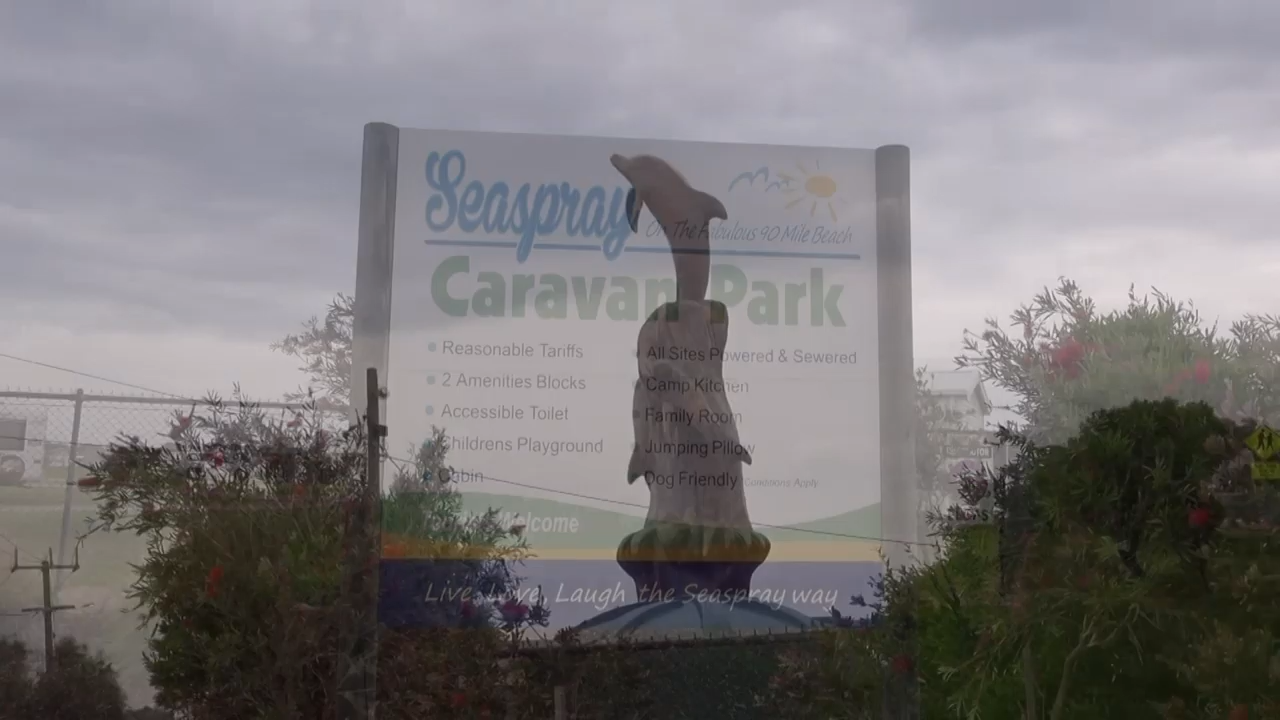 Seaspray
On The Fabulous 90 Mile Beach
Caravan Park
Reasonable Tariffs
2 Amenities Blocks
Accessible Toilet
Childrens Playground
Cabin
All Sites Powered & Sewered
Camp Kitchen
Family Room
Jumping Pillow
Dog Friendly Conditions Apply
Welcome
Live, Love, Laugh the Seaspray way